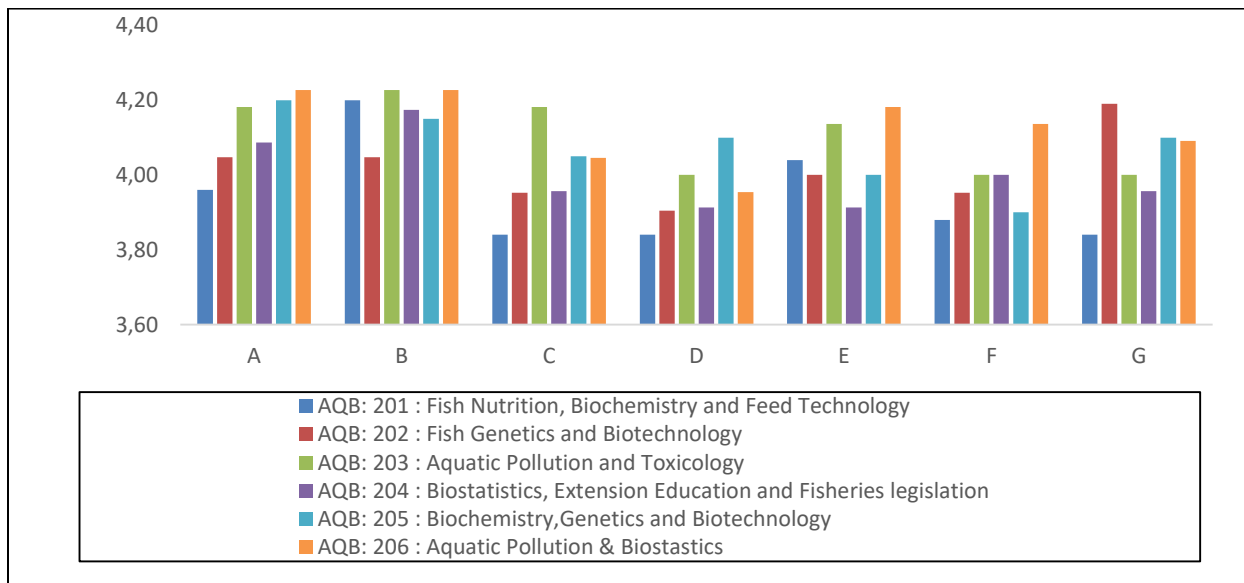 4,40
4,20
4,00
3,80
3,60
A B C D E F G
AQB: 201 : Fish Nutrition, Biochemistry and Feed Technology
AQB: 202 : Fish Genetics and Biotechnology
AQB: 203 : Aquatic Pollution and Toxicology
AQB: 204 : Biostatistics, Extension Education and Fisheries legislation
AQB: 205 : Biochemistry,Genetics and Biotechnology
AQB: 206 : Aquatic Pollution & Biostastics